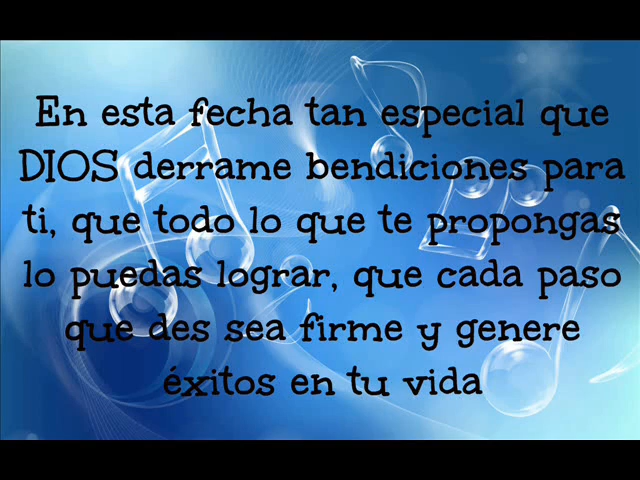 En esta fecha tan especial que
DIOS derrame bendiciones para
ti, que todo lo que te propongas
lo puedas lograr, que cada paso
que des sea firme y genere
éxitos en tu vida